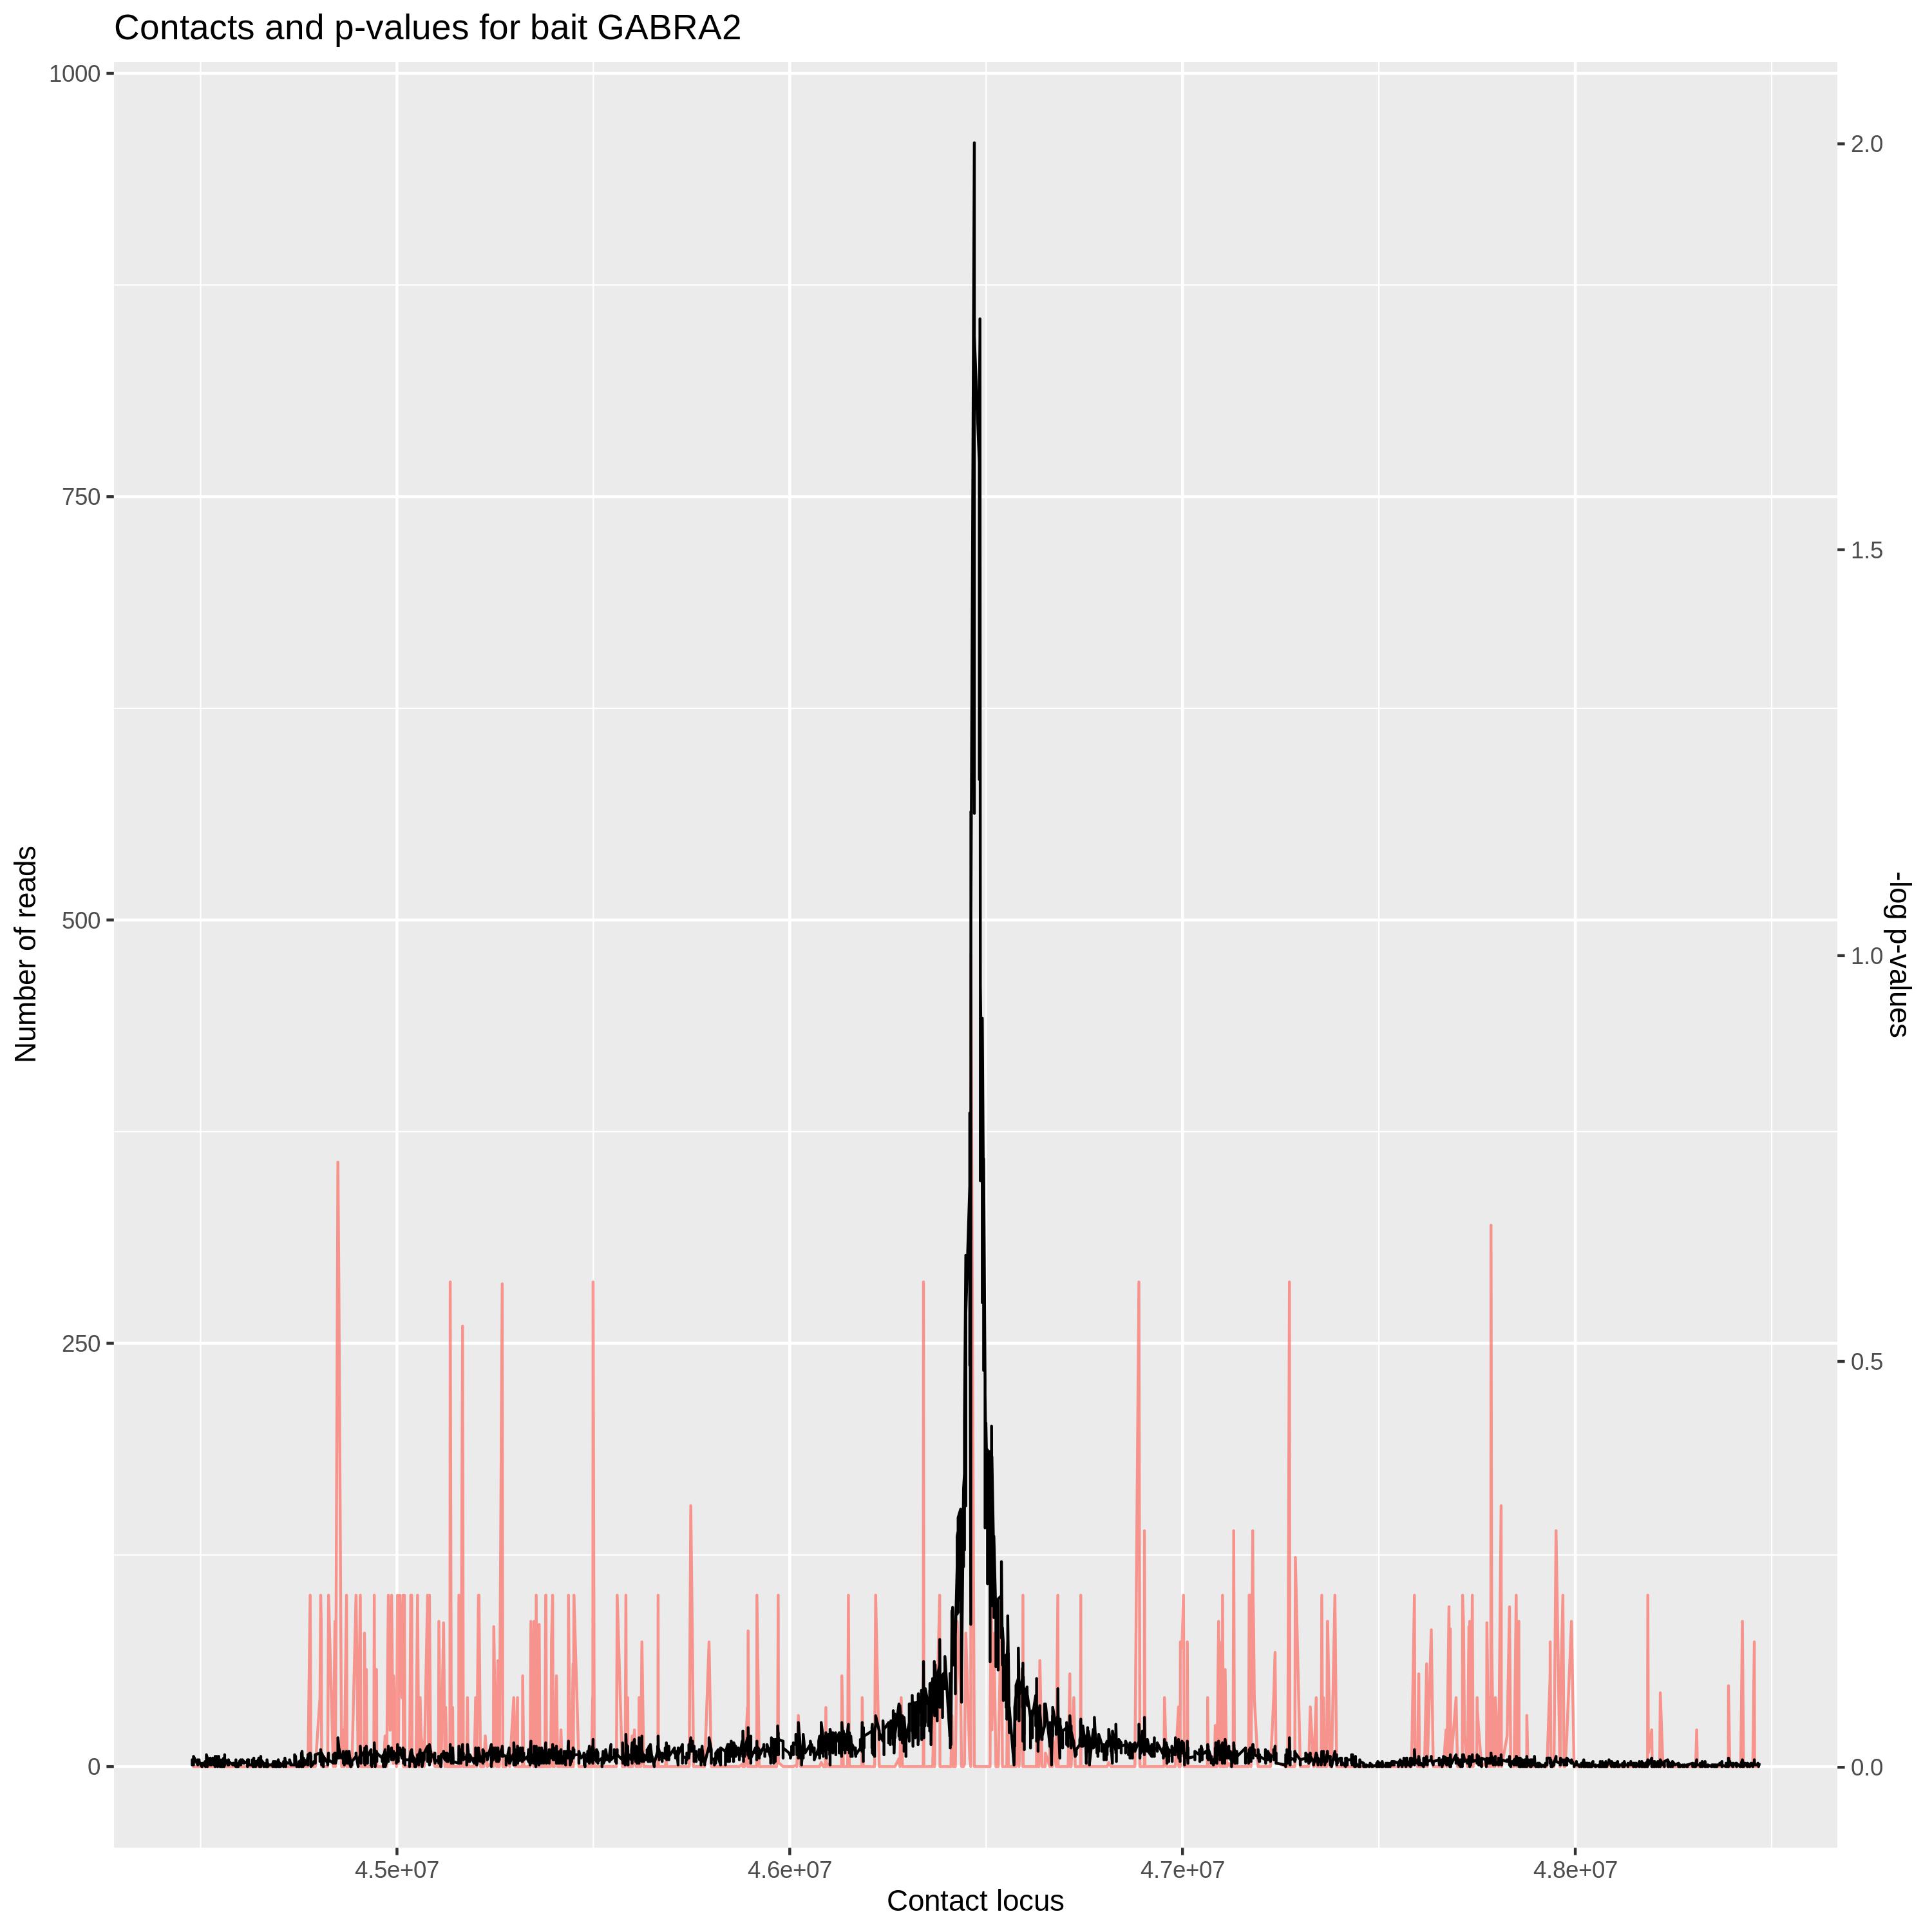 Contacts and p-values for bait GABRA2
1000
750
500
250
0
Number of reads
2.0
1.5
1.0
0.5
0.0
-log p-values
4.5e+07
4.6e+07
4.7e+07
4.8e+07
Contact locus